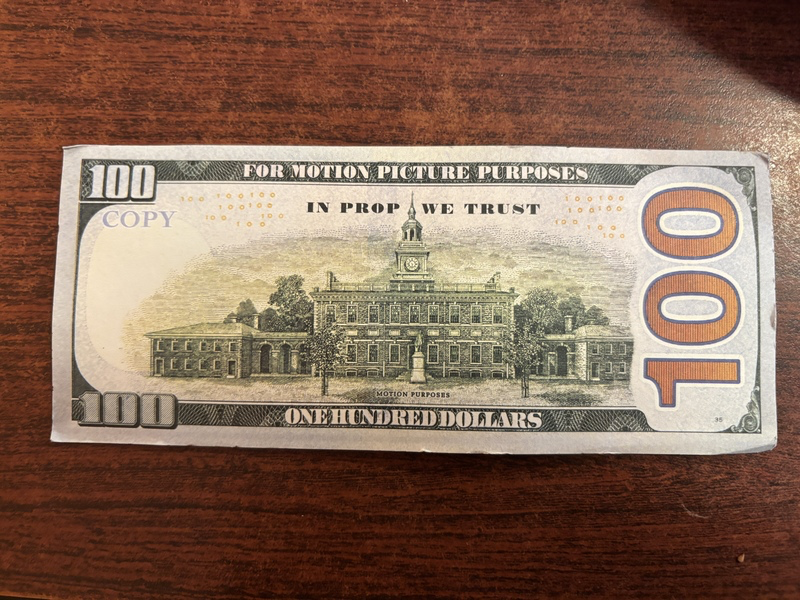 100 FOR MOTION PICTURE PURPOSES
COPY
IN PROP WE TRUST
100
MOTION PURPOSES
100 ONE HUNDRED DOLLARS